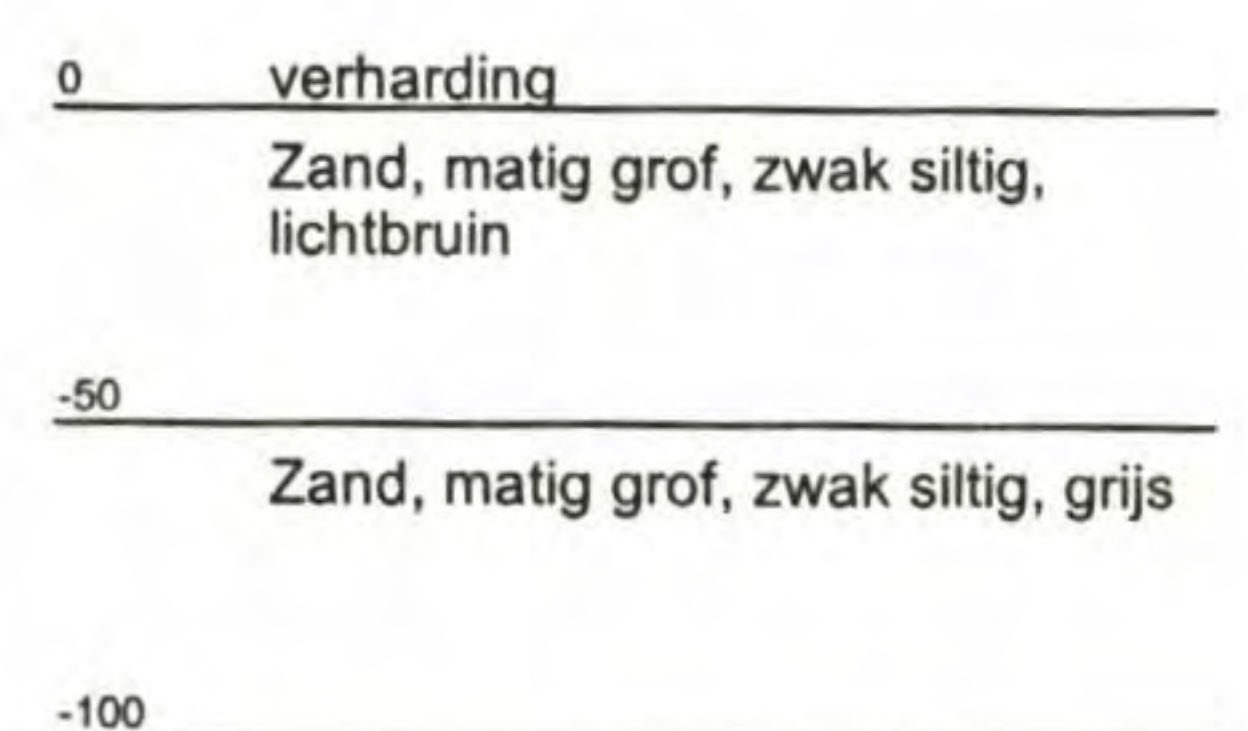 0 verharding
Zand, matig grof, zwak siltig,
lichtbruin
-50
Zand, matig grof, zwak siltig, grijs
-100